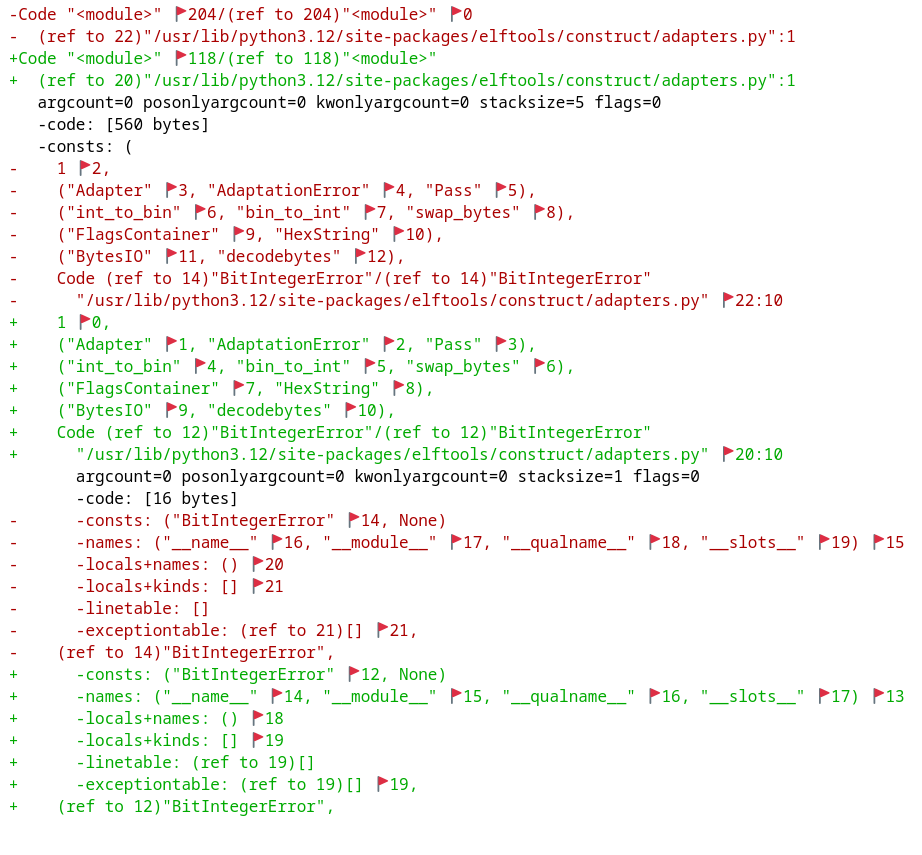 -Code "<module>" 🚩204/(ref to 204)"<module>" 🚩0
-  (ref to 22)"/usr/lib/python3.12/site-packages/elftools/construct/adapters.py":1
+Code "<module>" 🚩118/(ref to 118)"<module>"
+  (ref to 20)"/usr/lib/python3.12/site-packages/elftools/construct/adapters.py":1
   argcount=0 posonlyargcount=0 kwonlyargcount=0 stacksize=5 flags=0
   -code: [560 bytes]
   -consts: (
-    1 🚩2,
-    ("Adapter" 🚩3, "AdaptationError" 🚩4, "Pass" 🚩5),
-    ("int_to_bin" 🚩6, "bin_to_int" 🚩7, "swap_bytes" 🚩8),
-    ("FlagsContainer" 🚩9, "HexString" 🚩10),
-    ("BytesIO" 🚩11, "decodebytes" 🚩12),
-    Code (ref to 14)"BitIntegerError"/(ref to 14)"BitIntegerError"
-      "/usr/lib/python3.12/site-packages/elftools/construct/adapters.py" 🚩22:10
+    1 🚩0,
+    ("Adapter" 🚩1, "AdaptationError" 🚩2, "Pass" 🚩3),
+    ("int_to_bin" 🚩4, "bin_to_int" 🚩5, "swap_bytes" 🚩6),
+    ("FlagsContainer" 🚩7, "HexString" 🚩8),
+    ("BytesIO" 🚩9, "decodebytes" 🚩10),
+    Code (ref to 12)"BitIntegerError"/(ref to 12)"BitIntegerError"
+      "/usr/lib/python3.12/site-packages/elftools/construct/adapters.py" 🚩20:10
       argcount=0 posonlyargcount=0 kwonlyargcount=0 stacksize=1 flags=0
       -code: [16 bytes]
-      -consts: ("BitIntegerError" 🚩14, None)
-      -names: ("__name__" 🚩16, "__module__" 🚩17, "__qualname__" 🚩18, "__slots__" 🚩19) 🚩15
-      -locals+names: () 🚩20
-      -locals+kinds: [] 🚩21
-      -linetable: []
-      -exceptiontable: (ref to 21)[] 🚩21,
-    (ref to 14)"BitIntegerError",
+      -consts: ("BitIntegerError" 🚩12, None)
+      -names: ("__name__" 🚩14, "__module__" 🚩15, "__qualname__" 🚩16, "__slots__" 🚩17) 🚩13
+      -locals+names: () 🚩18
+      -locals+kinds: [] 🚩19
+      -linetable: (ref to 19)[]
+      -exceptiontable: (ref to 19)[] 🚩19,
+    (ref to 12)"BitIntegerError",